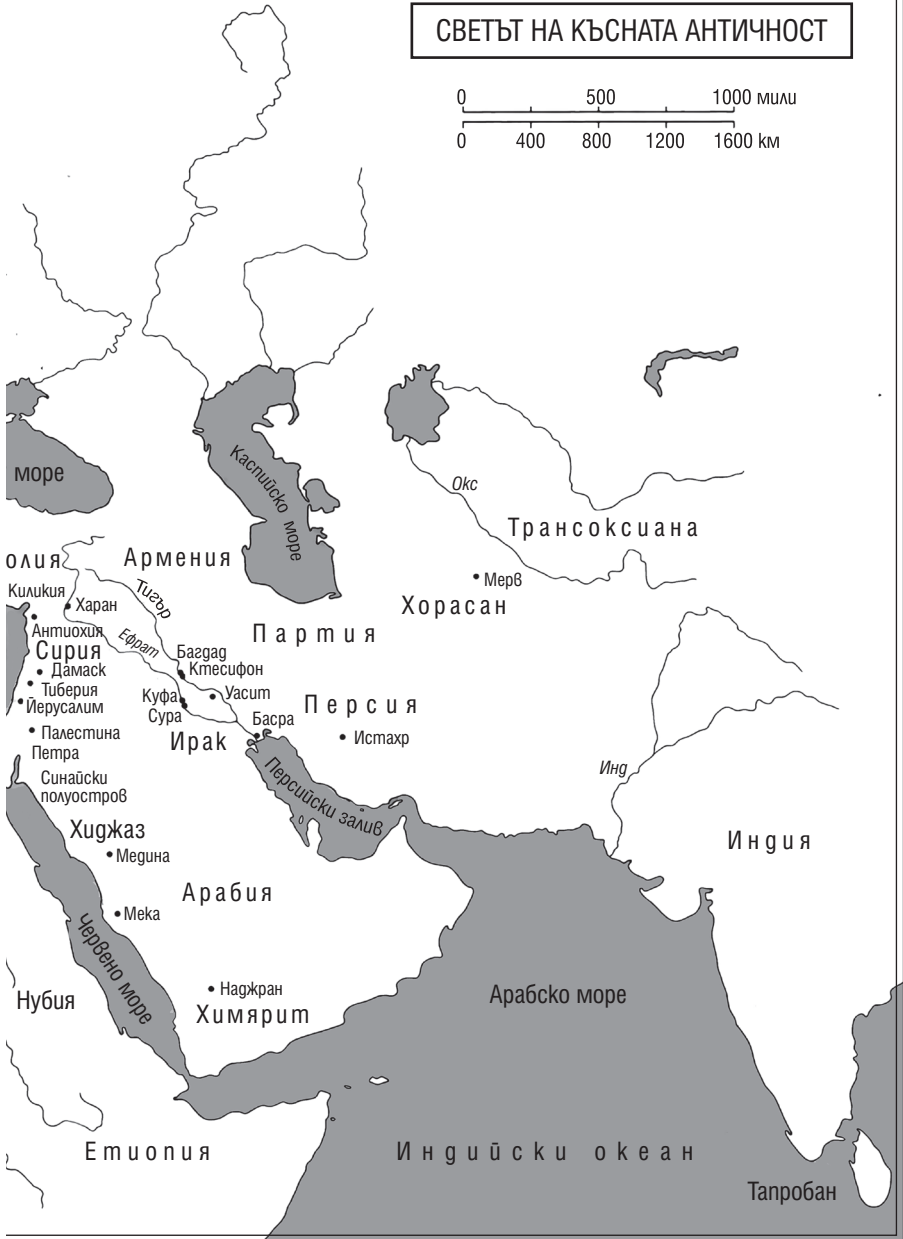 СВЕТЪТ НА КЪСНАТА АНТИЧНОСТ
0 500 1000 мили
0 400 800 1200 1600 км
море
Каспийско море
Окс
Трансоксиана
олия
Армения
Мерв
Киликия
Харан
Тигър
Хорасан
Антиохия
Ефрат
Партия
Сирия
Багдад
Дамаск
Ктесифон
Тиберия
Куфа
Уасит
Персия
Йерусалим
Сура
Басра
Палестина
Ирак
Истахр
Петра
Персийски залив
Инд
Синайски
полуостров
Хиджаз
Индия
Медина
Арабия
Мека
Червено море
Наджран
Арабско море
Нубия
Химярит
Етиопия
Индийски океан
Тапробан